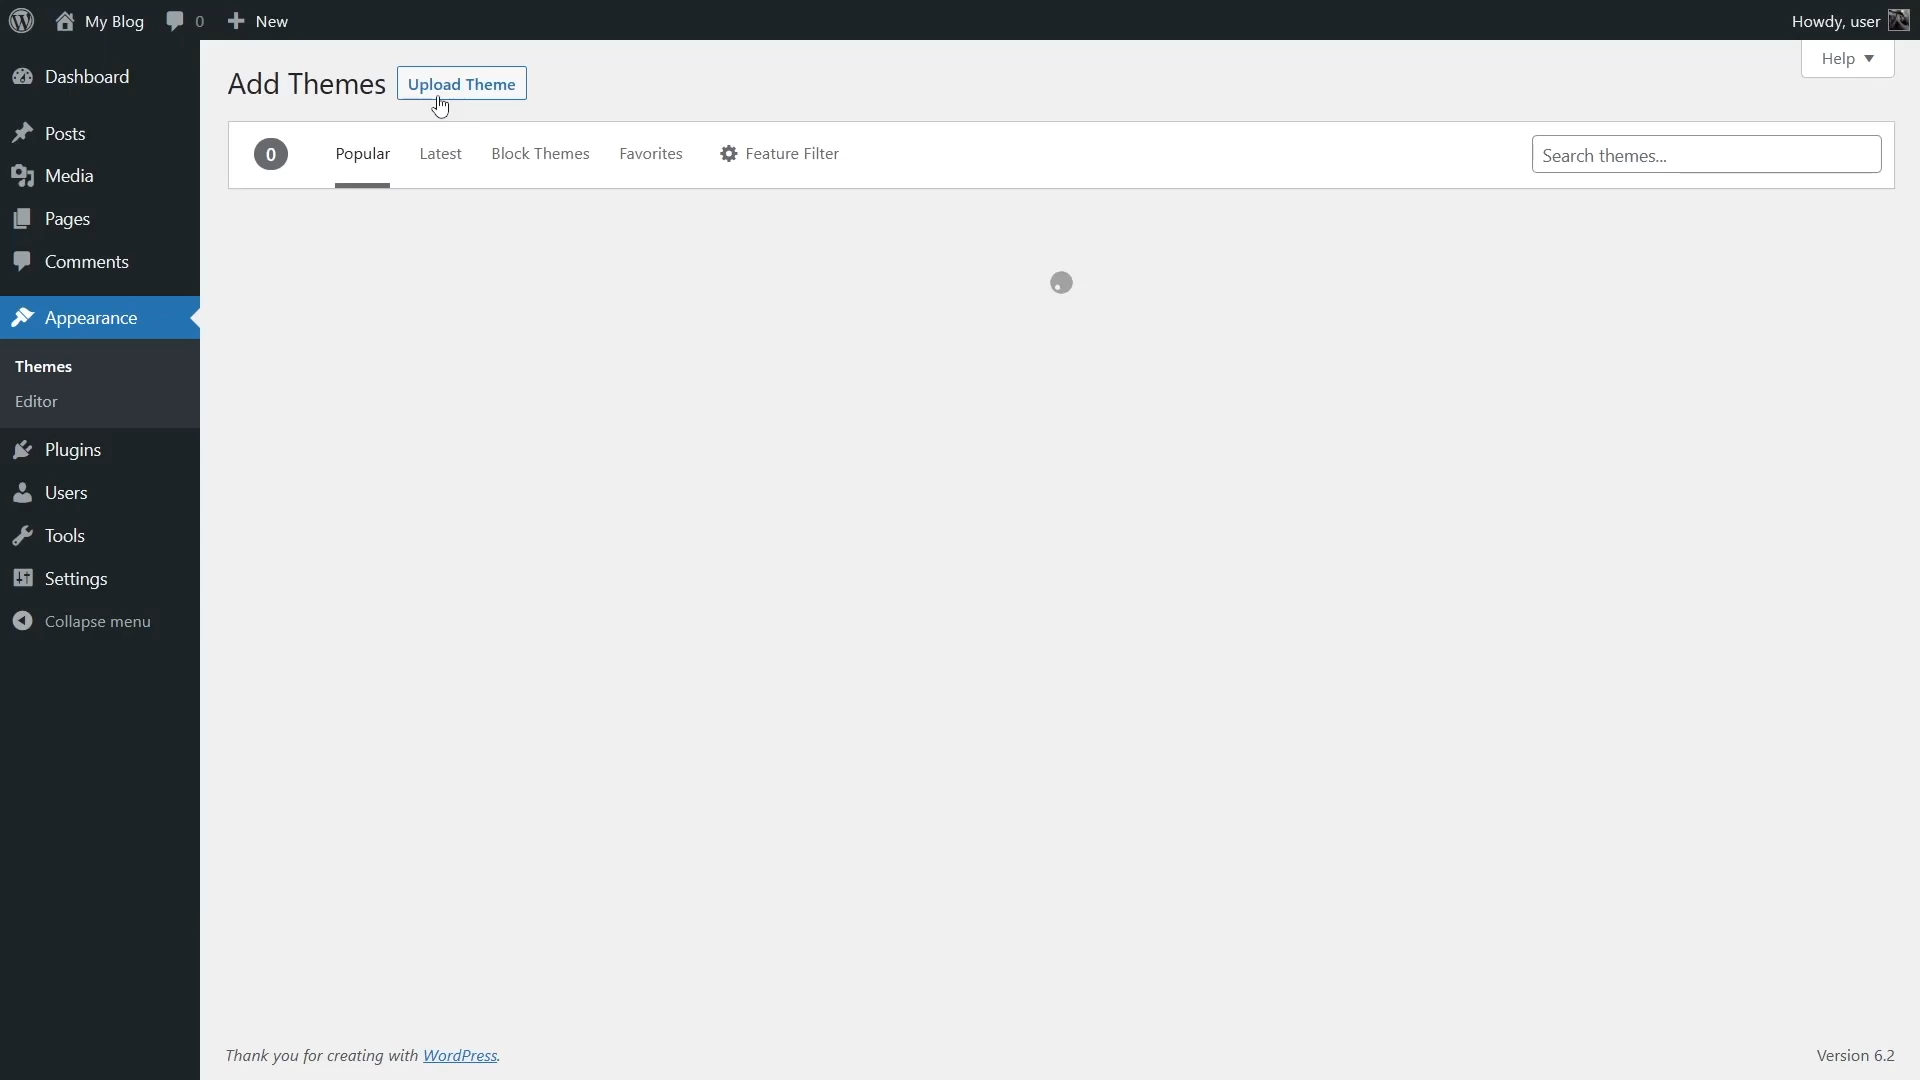 My Blog 0 New Howdy, user
Help
Add Themes Upload Theme
0 Popular Latest Block Themes Favorites Feature Filter Search themes...
Dashboard
Posts
Media
Pages
Comments
Appearance
Themes
Editor
Plugins
Users
Tools
Settings
Collapse menu
Thank you for creating with WordPress. Version 6.2